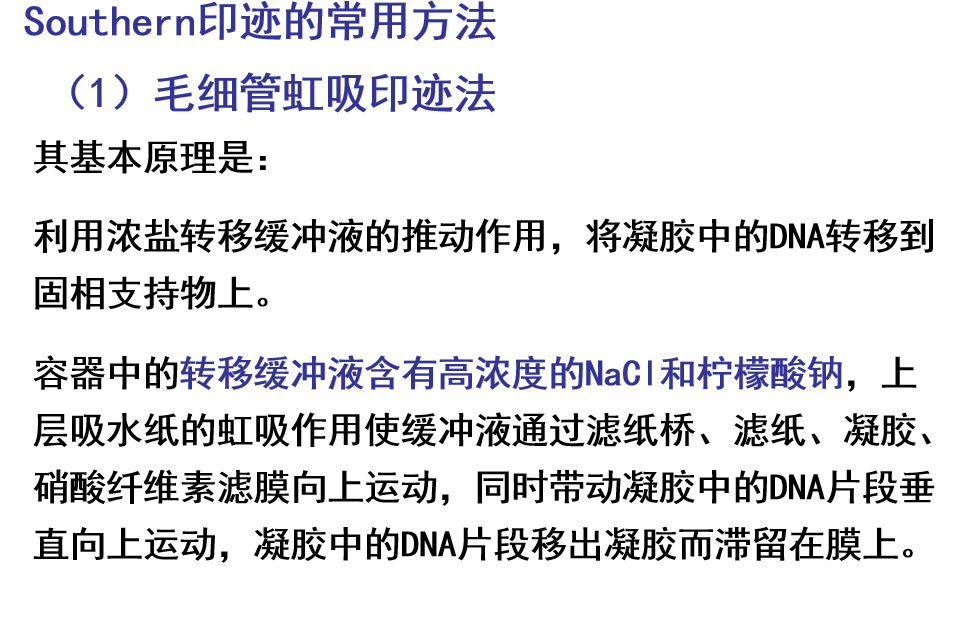 Southern印迹的常用方法
（1）毛细管虹吸印迹法
其基本原理是：
利用浓盐转移缓冲液的推动作用，将凝胶中的DNA转移到
固相支持物上。
容器中的转移缓冲液含有高浓度的NaCl和柠檬酸钠，上
层吸水纸的虹吸作用使缓冲液通过滤纸桥、滤纸、凝胶、
硝酸纤维素滤膜向上运动，同时带动凝胶中的DNA片段垂
直向上运动，凝胶中的DNA片段移出凝胶而滞留在膜上。